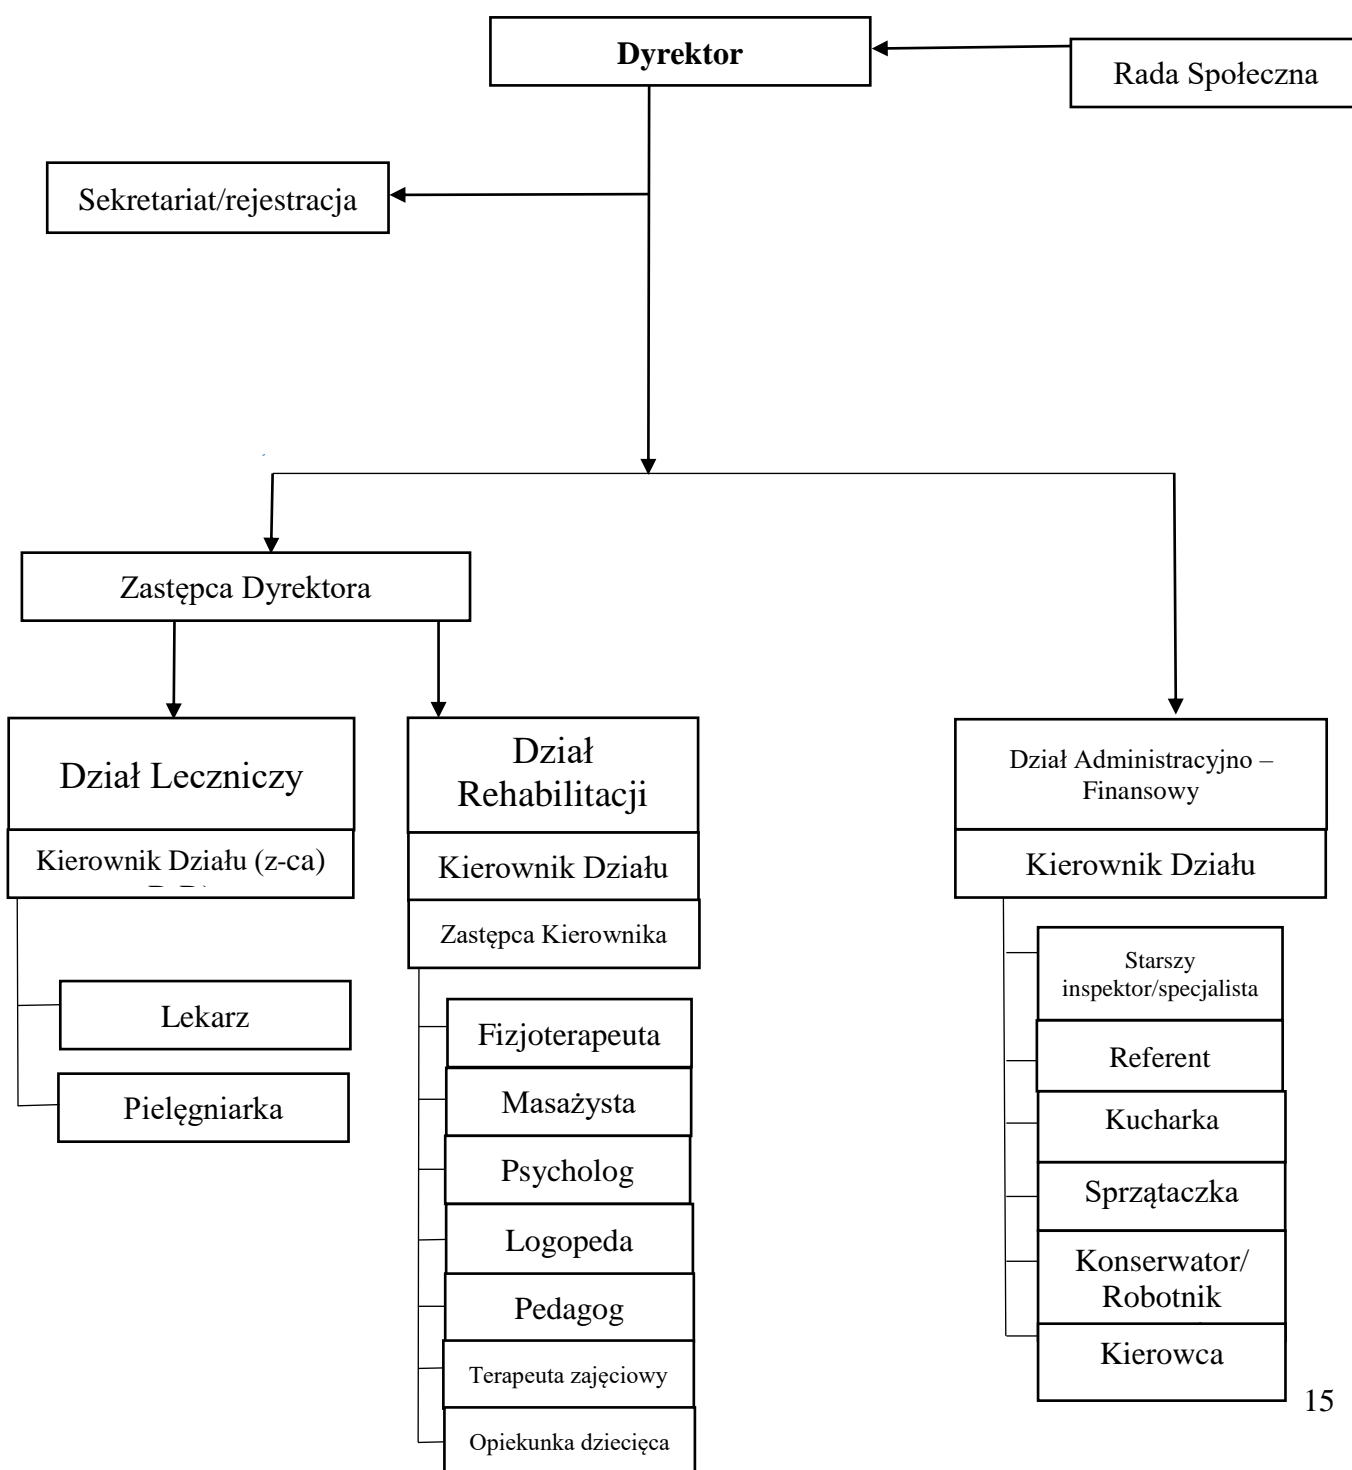 Dyrektor
Rada Społeczna
Sekretariat/rejestracja
Zastępca Dyrektora
Dział Leczniczy
Kierownik Działu (z-ca)
Dział
Rehabilitacji
Kierownik Działu
Zastępca Kierownika
Dział Administracyjno –
Finansowy
Kierownik Działu
Lekarz
Pielęgniarka
Fizjoterapeuta
Masażysta
Psycholog
Logopeda
Pedagog
Terapeuta zajęciowy
Opiekunka dziecięca
Starszy
inspektor/specjalista
Referent
Kucharka
Sprzątaczka
Konserwator/
Robotnik
Kierowca
15